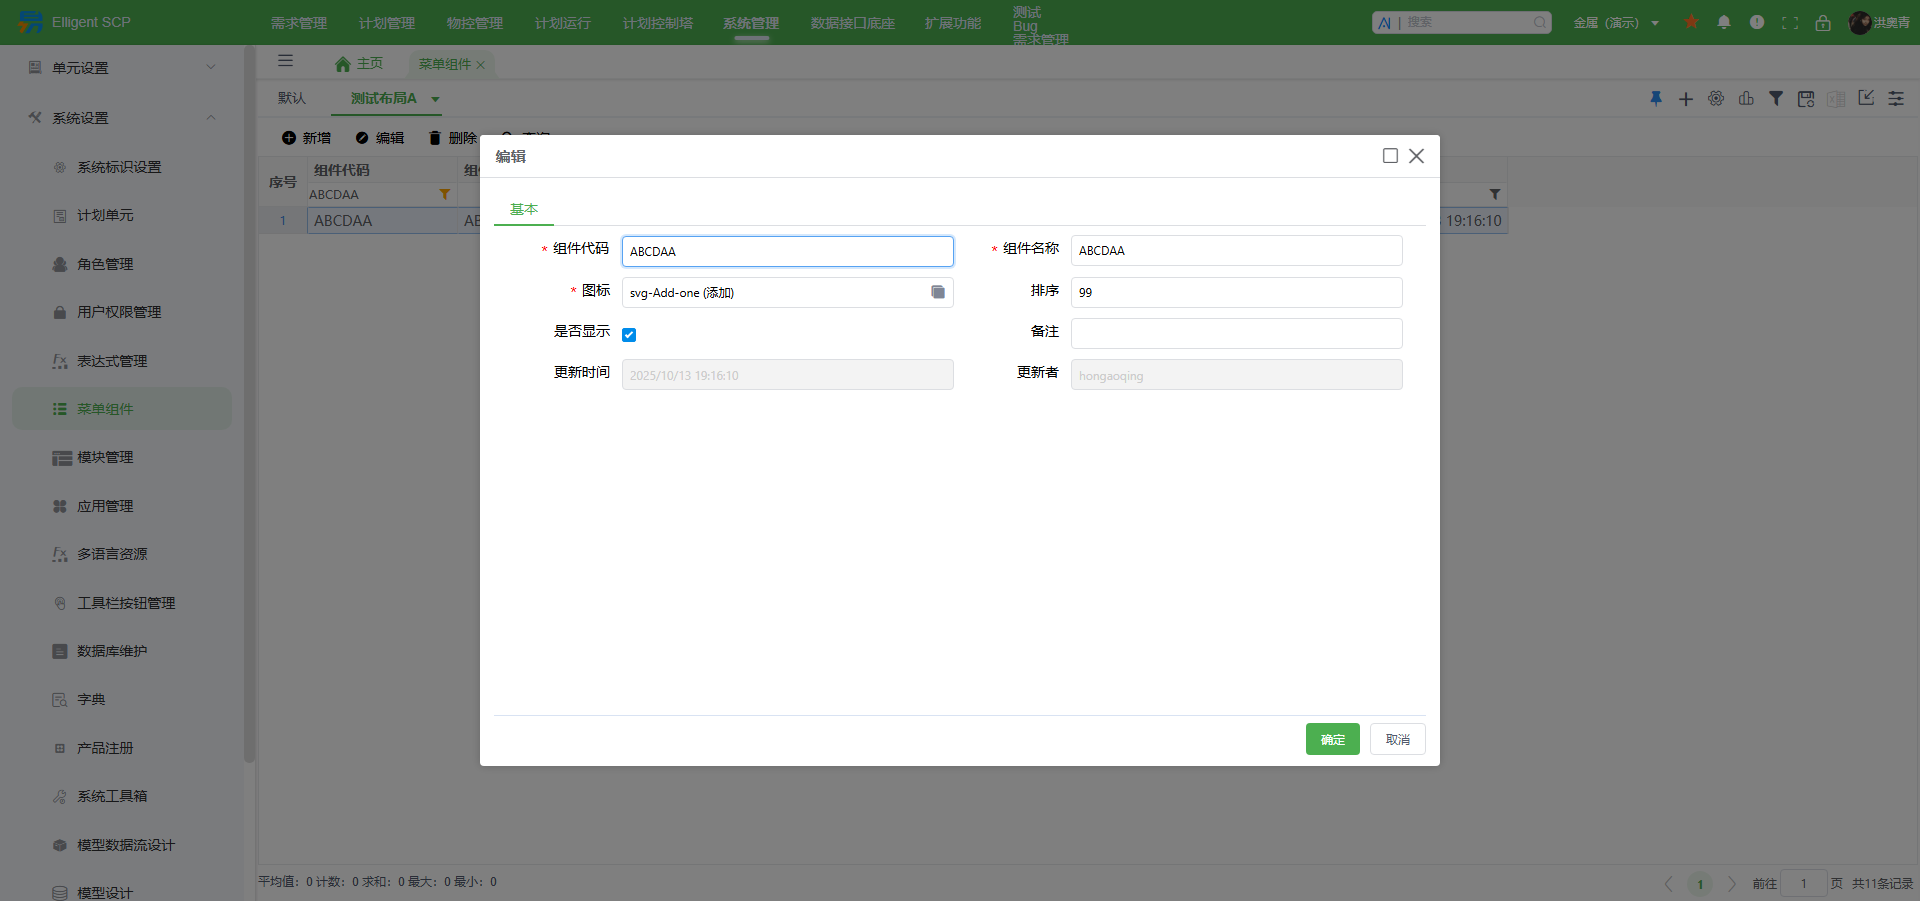 Elligent SCP
需求管理
计划管理
物控管理
计划运行
计划控制塔
系统管理
数据接口底座
扩展功能
测试
Bug
需求管理
AI | 搜索
金属（演示）
洪奥青
单元设置
系统设置
系统标识设置
计划单元
角色管理
用户权限管理
表达式管理
菜单组件
模块管理
应用管理
多语言资源
工具栏按钮管理
数据库维护
字典
产品注册
系统工具箱
模型数据流设计
模型设计
主页
菜单组件
默认
测试布局A
新增
编辑
删除
序号
组件代码
ABCDAA
1
ABCDAA
19:16:10
编辑
基本
* 组件代码
ABCDAA
* 组件名称
ABCDAA
* 图标
svg-Add-one (添加)
排序
99
是否显示
备注
更新时间
2025/10/13 19:16:10
更新者
hongaoqing
确定
取消
平均值：0 计数：0 求和：0 最大：0 最小：0
1
前往 1 页 共11条记录